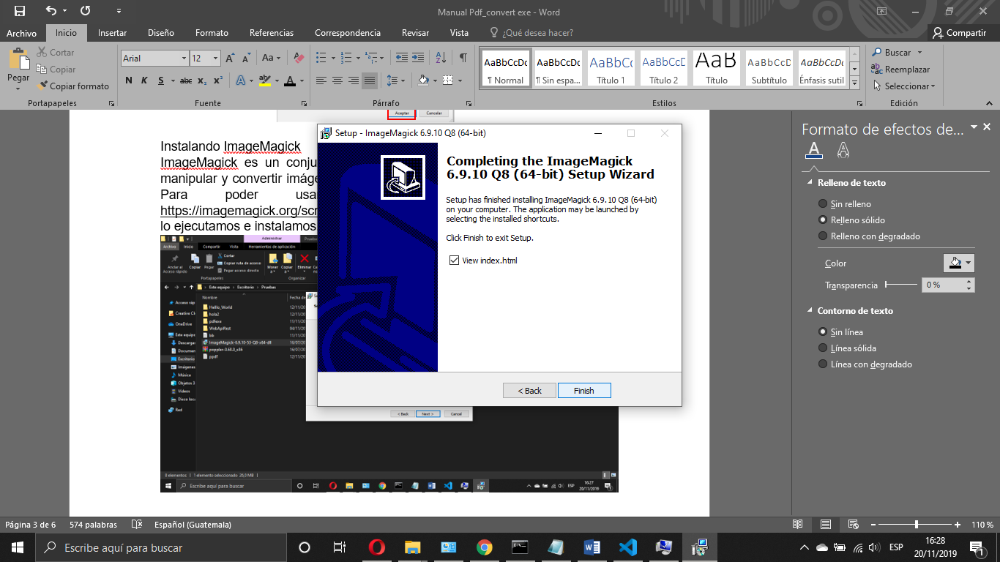 Manual Pdf_convert exe - Word
Archivo Inicio Insertar Diseño Formato Referencias Correspondencia Revisar Vista ¿Qué desea hacer? Compartir
Pegar
Cortar
Copiar
Copiar formato
Portapapeles
Arial 12 Aa
N K S abc x₂ x²
Fuente
Párrafo
AaBbCcDc AaBbCcDc AaBbCc AaBbCcD AaB AaBbCcD AaBbCcDc
¶ Normal ¶ Sin espa... Título 1 Título 2 Título Subtítulo Énfasis sutil
Estilos
Buscar
Reemplazar
Seleccionar
Edición
Aceptar Cancelar
Instalando ImageMagick
ImageMagick es un conju
manipular y convertir imáge
Para poder usa
https://imagemagick.org/scr
lo ejecutamos e instalamos
Administrar Prueba
Archivo Inicio Compartir Vista Herramientas de aplicación
Anclar al Acceso rápido
Copiar
Pegar
Cortar
Copiar ruta de acceso
Pegar acceso directo
Mover a
Copiar a
Eliminar
Portapapeles Organizar
Este equipo > Escritorio > Pruebas
Nombre Fecha de
hola2 12/11/20
pdfexe 11/11/20
WebApiRest 04/11/20
bb 11/11/20
ImageMagick-6.9.10-53-Q8-x64-dll 16/07/20
poppler-0.68.0_x86 16/07/20
ppdf 12/11/20
Acceso ráp
Creative Cl
OneDrive
Este equipo
Descargas
Document
Escritorio
Imágenes
Música
Objetos 3
Vídeos
Disco loc
Red
< Back Next > Cancel
8 elementos 1 elemento seleccionado 26,0 MB
Escribe aquí para buscar
ESP
16:27
20/11/2019
Setup - ImageMagick 6.9.10 Q8 (64-bit)
Completing the ImageMagick
6.9.10 Q8 (64-bit) Setup Wizard
Setup has finished installing ImageMagick 6.9.10 Q8 (64-bit)
on your computer. The application may be launched by
selecting the installed shortcuts.
Click Finish to exit Setup.
View index.html
< Back Finish
Formato de efectos de...
Relleno de texto
Sin relleno
Relleno sólido
Relleno con degradado
Color
Transparencia 0 %
Contorno de texto
Sin línea
Línea sólida
Línea con degradado
Página 3 de 6 574 palabras Español (Guatemala) 110 %
Escribe aquí para buscar
ESP
16:28
20/11/2019
1